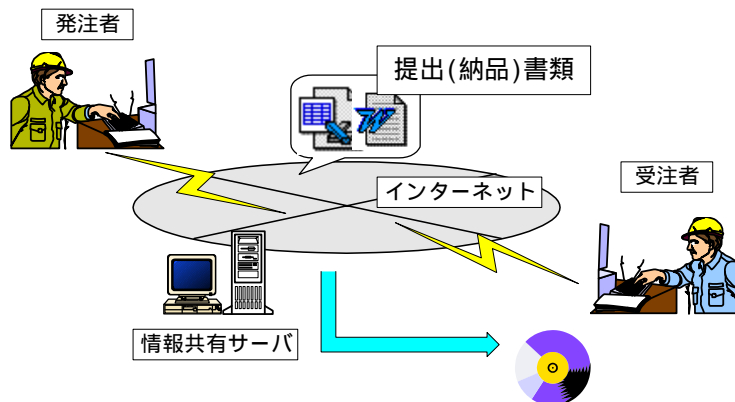 発注者
提出(納品)書類
インターネット
受注者
情報共有サーバ